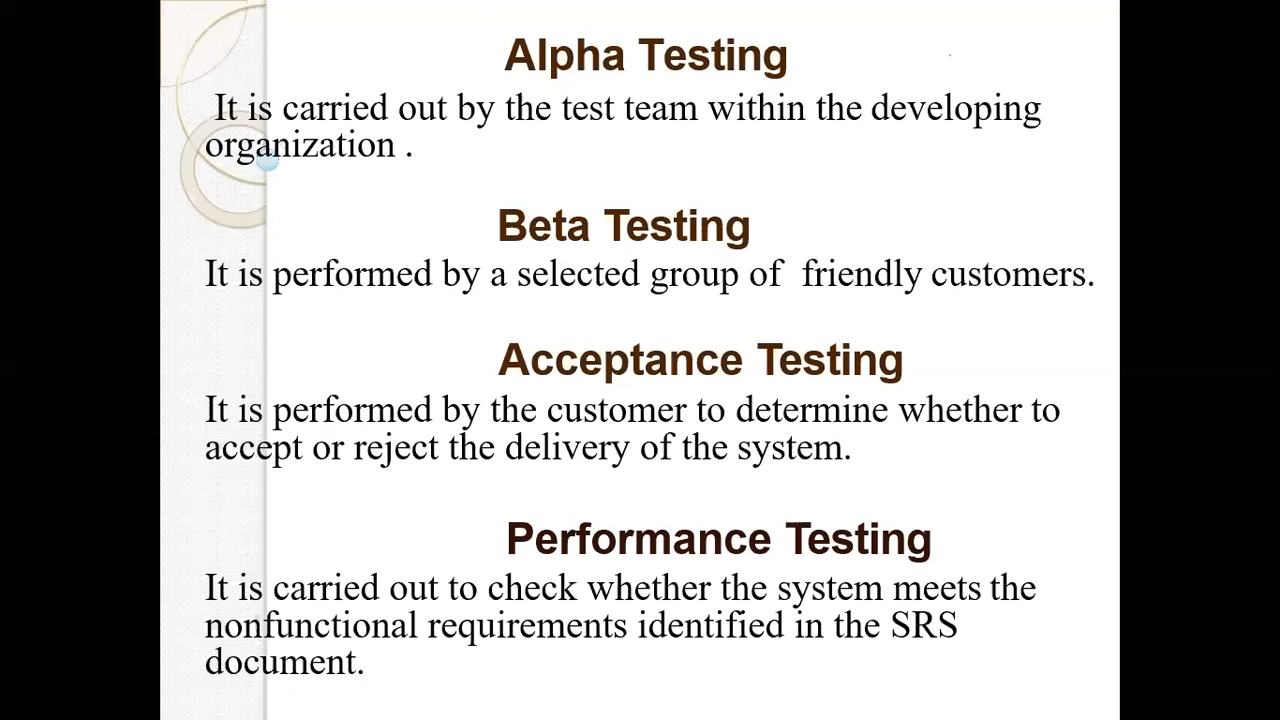 Alpha Testing
It is carried out by the test team within the developing
organization .
Beta Testing
It is performed by a selected group of friendly customers.
Acceptance Testing
It is performed by the customer to determine whether to
accept or reject the delivery of the system.
Performance Testing
It is carried out to check whether the system meets the
nonfunctional requirements identified in the SRS
document.